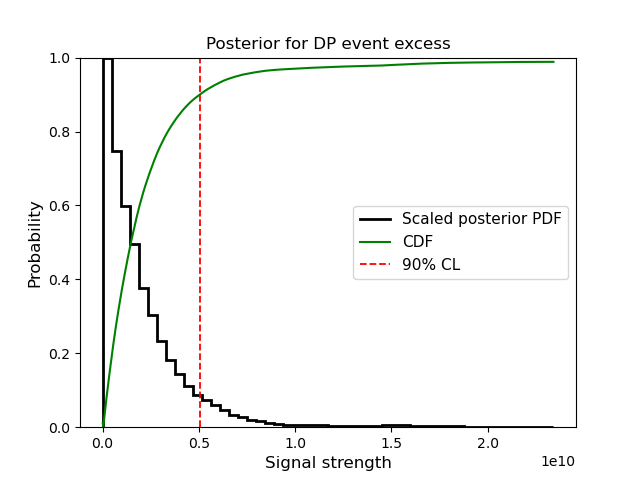 Posterior for DP event excess
1.0
0.8
0.6
0.4
0.2
0.0
Probability
Scaled posterior PDF
CDF
90% CL
0.0
0.5
1.0
1.5
2.0
1e10
Signal strength